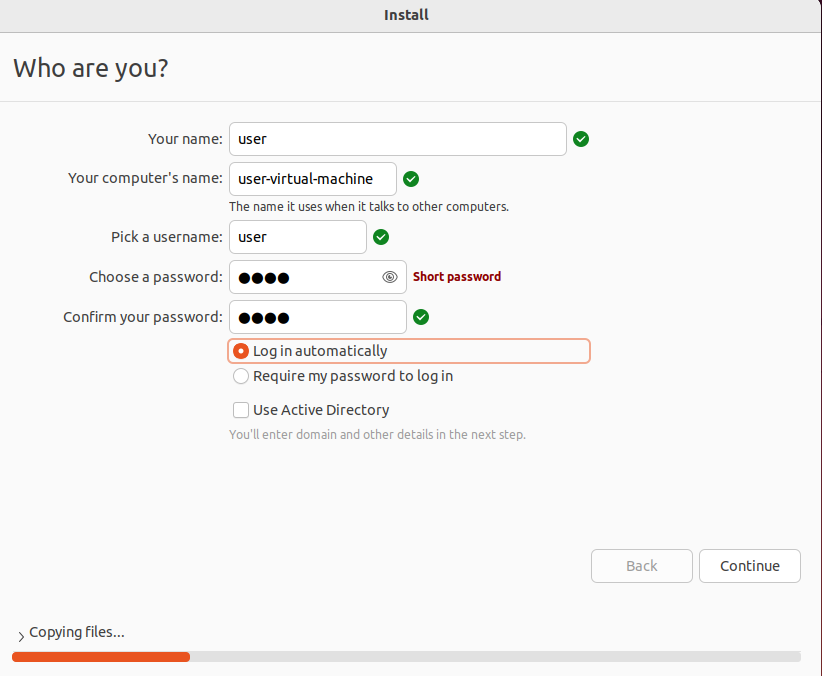 Install
Who are you?
Your name: user
Your computer's name: user-virtual-machine
The name it uses when it talks to other computers.
Pick a username: user
Choose a password: ●●●● Short password
Confirm your password: ●●●●
Log in automatically
Require my password to log in
Use Active Directory
You'll enter domain and other details in the next step.
Back Continue
Copying files...